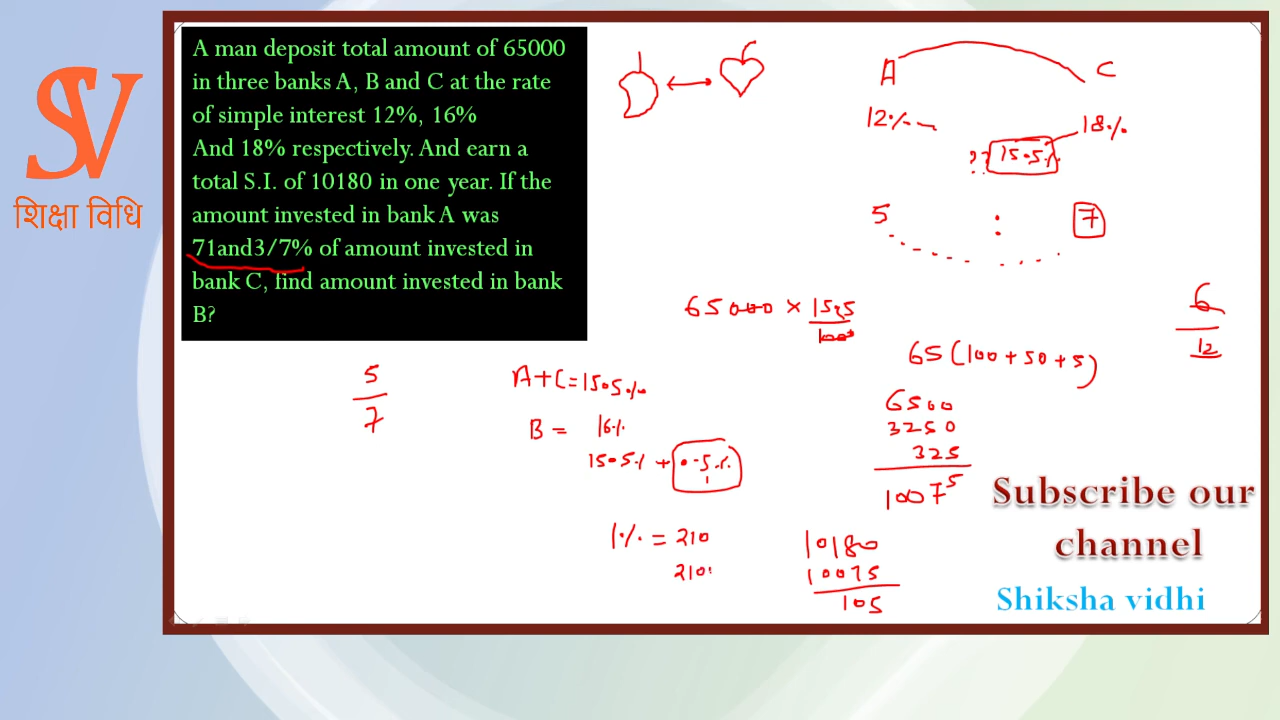 SV
शिक्षा विधि
A man deposit total amount of 65000
in three banks A, B and C at the rate
of simple interest 12%, 16%
And 18% respectively. And earn a
total S.I. of 10180 in one year. If the
amount invested in bank A was
71and3/7% of amount invested in
bank C, find amount invested in bank
B?
A C
12% 18%
?? 15.5%
5 : 7
65000 × 15.5
100
6
12
65(100+50+5)
5
7
A+C=15.5%
B = 16%
15.5% + .5%
6500
3250
325
10075
1% = 210
210
10180
10075
105
Subscribe our
channel
Shiksha vidhi